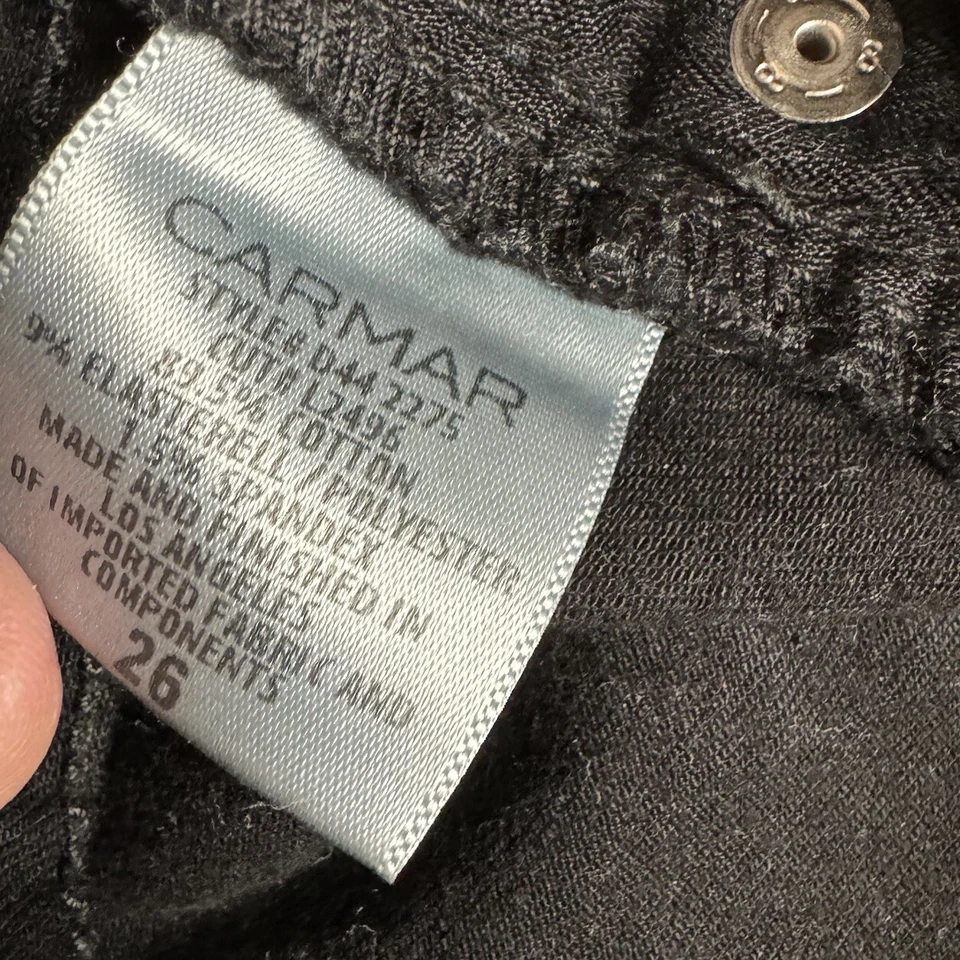 CARMAR
STYLE# D44 2275
CUT# L2496
89.5% COTTON
9% ELASTERELL / POLYESTER
1.5% SPANDEX
MADE AND FINISHED IN
LOS ANGELES
OF IMPORTED FABRIC AND
COMPONENTS
26